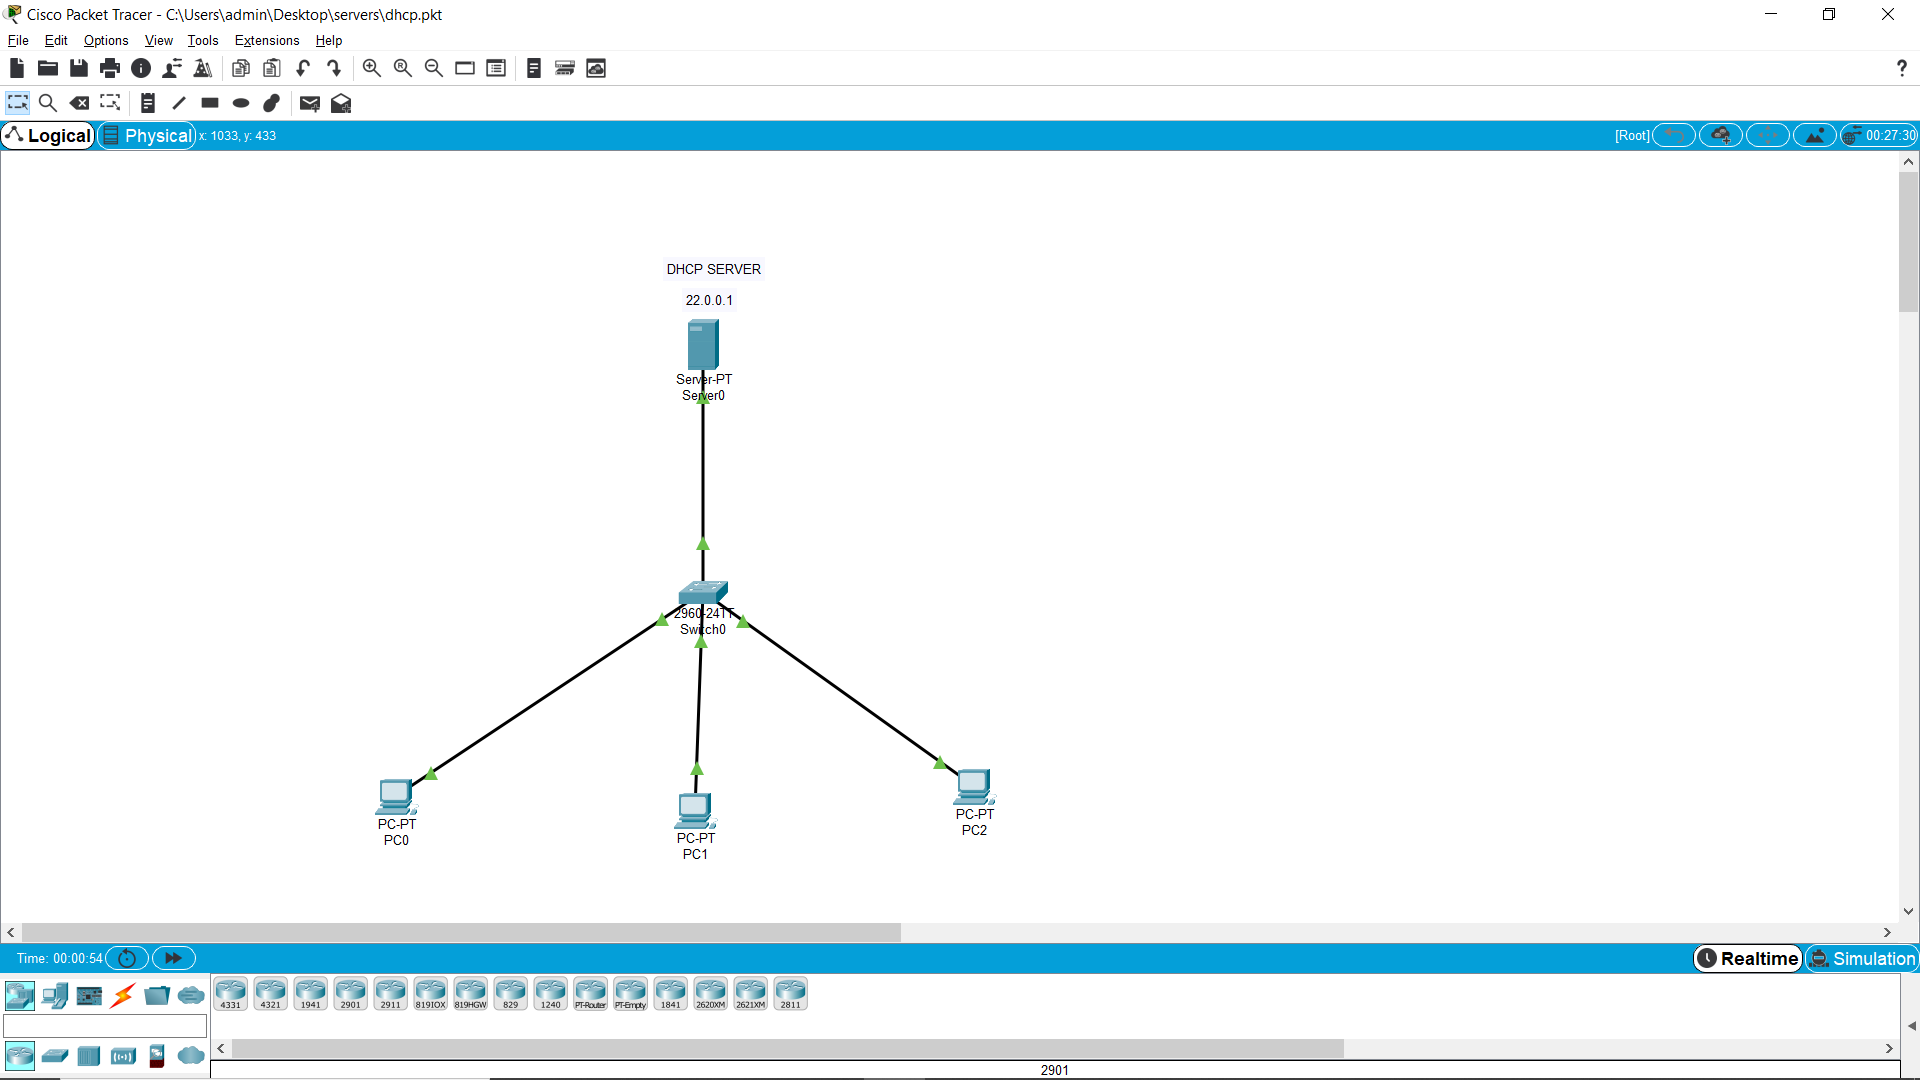 Cisco Packet Tracer - C:\Users\admin\Desktop\servers\dhcp.pkt
File Edit Options View Tools Extensions Help
Logical Physical x: 1033, y: 433 [Root] 00:27:30
DHCP SERVER
22.0.0.1
Server-PT
Server0
2960-24TT
Switch0
PC-PT
PC0
PC-PT
PC1
PC-PT
PC2
Time: 00:00:54 Realtime Simulation
4331 4321 1941 2901 2911 819IOX 819HGW 829 1240 PT-Router PT-Empty 1841 2620XM 2621XM 2811
2901